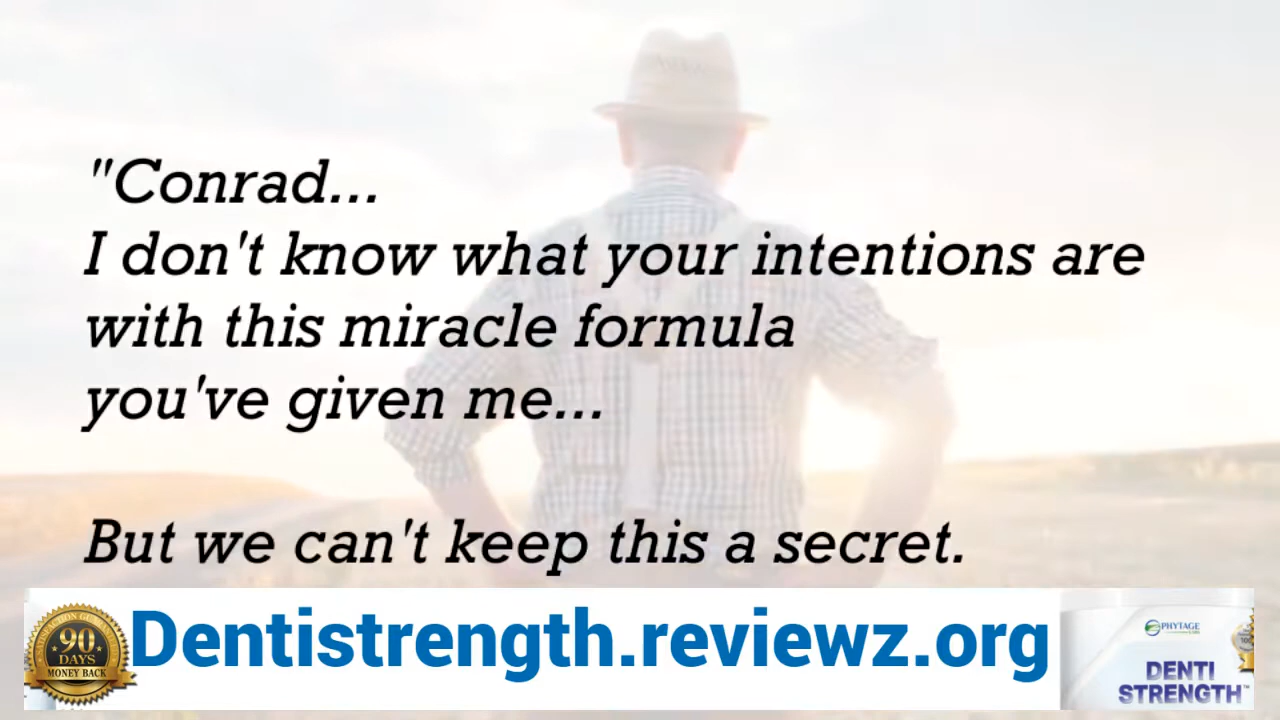 "Conrad...
I don't know what your intentions are
with this miracle formula
you've given me...
But we can't keep this a secret.
90
DAYS
MONEY BACK
Dentistrength.reviewz.org
PHYTAGE
DENTI
STRENGTH™